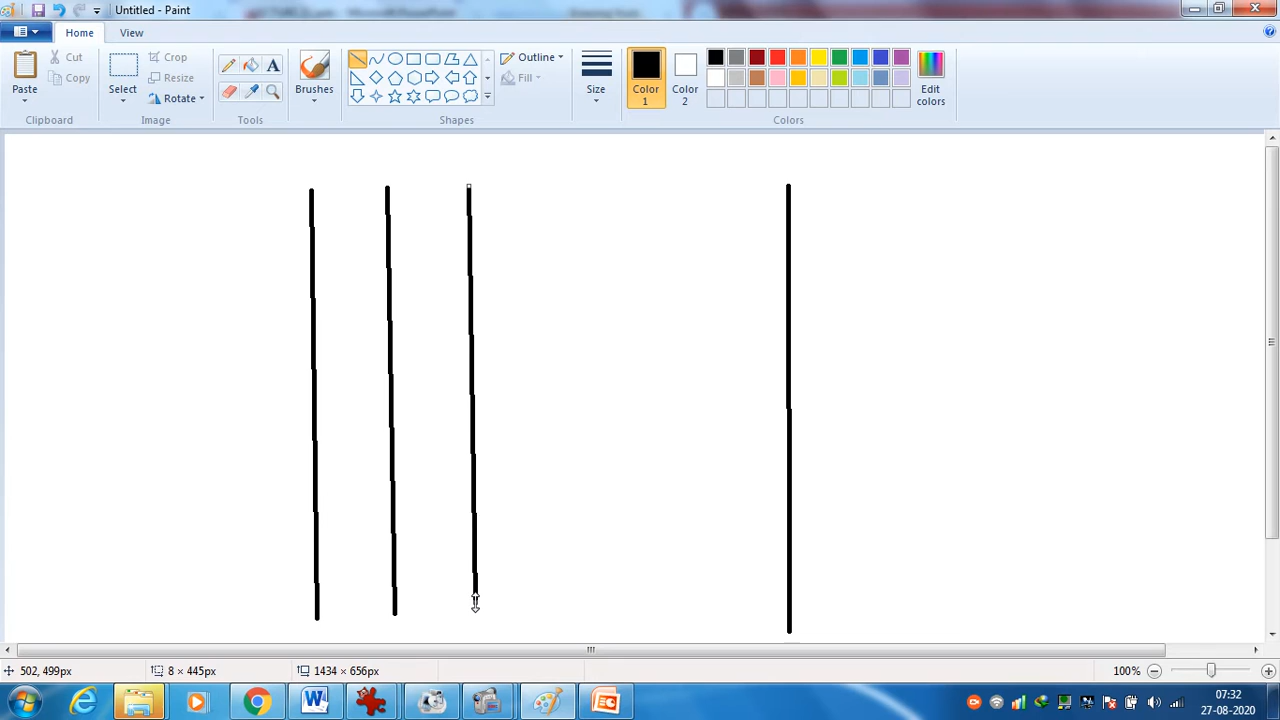 Untitled - Paint
Home View
Paste
Cut
Copy
Clipboard
Select
Crop
Resize
Rotate
Image
A
Tools
Brushes
Outline
Fill
Shapes
Size
Color 1
Color 2
Edit colors
Colors
502, 499px 8 × 445px 1434 × 656px 100%
07:32
27-08-2020